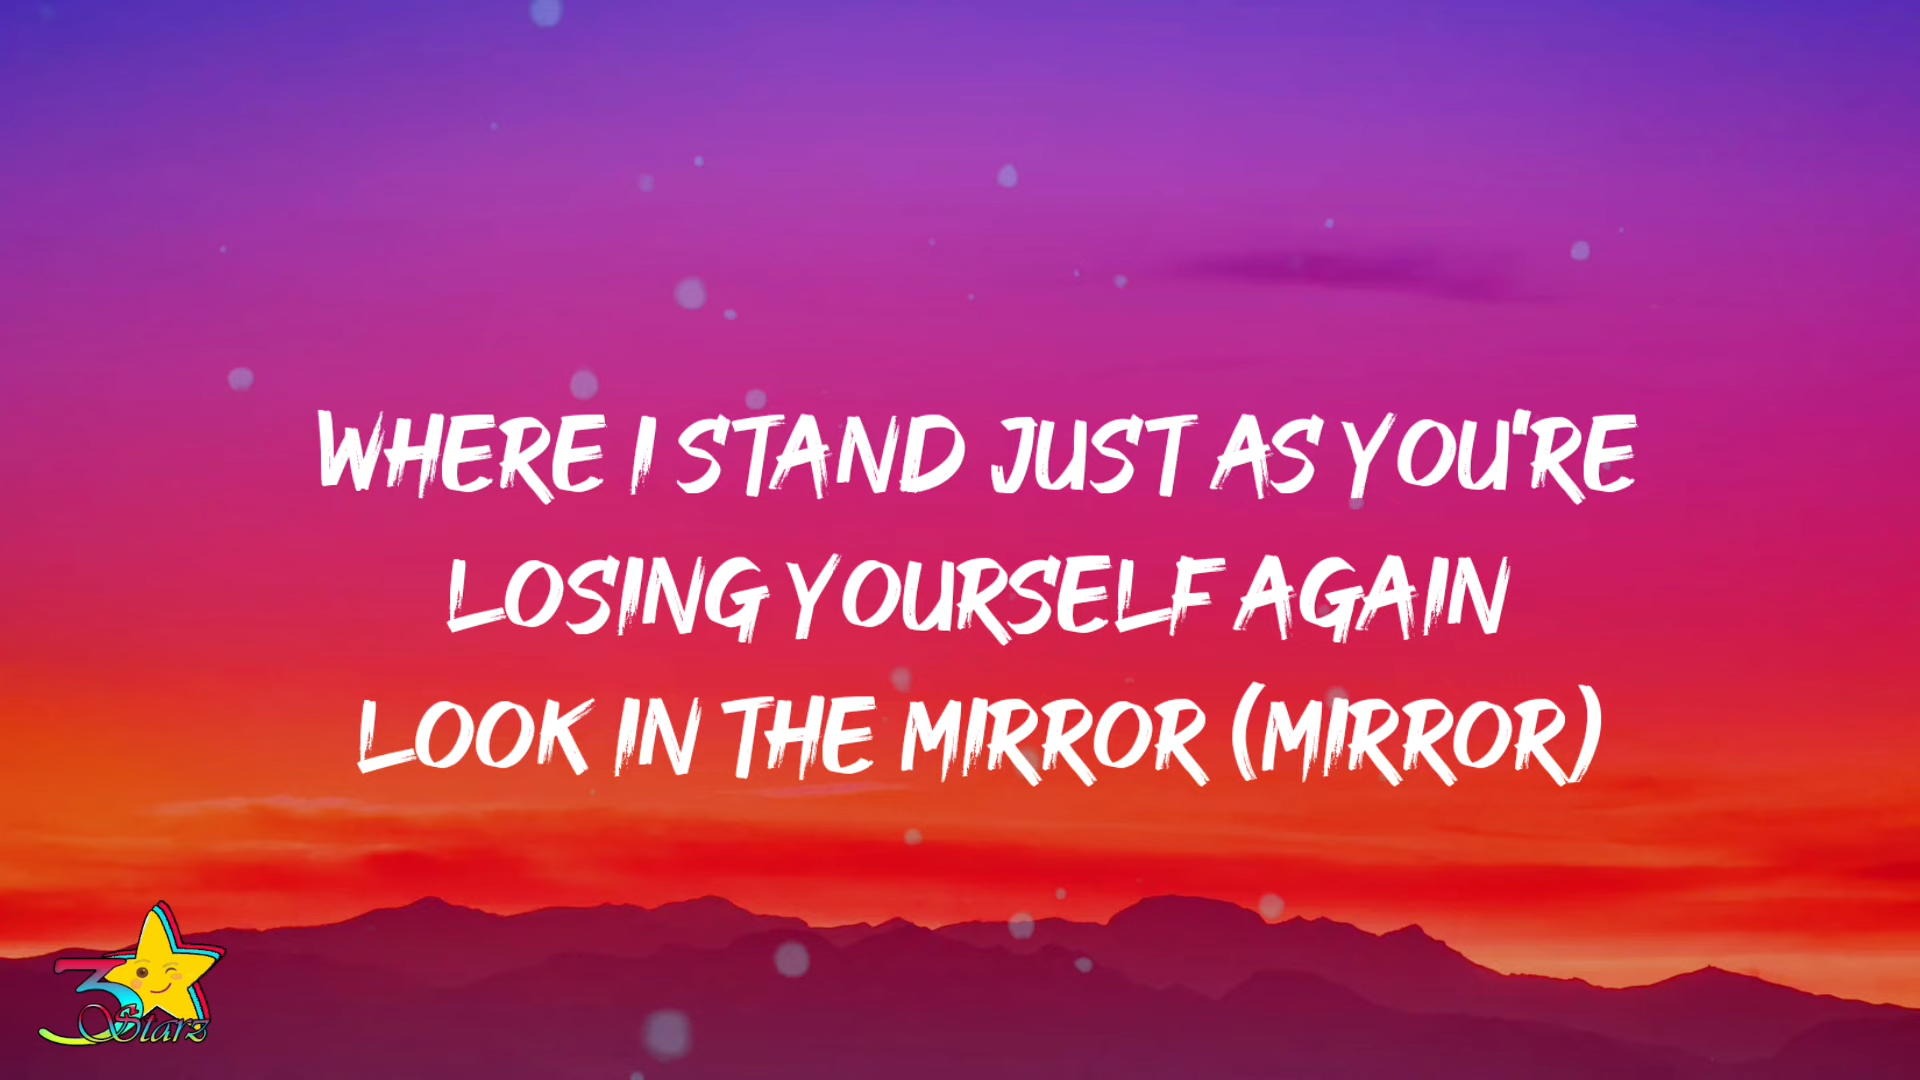 WHERE I STAND JUST AS YOU'RE
LOSING YOURSELF AGAIN
LOOK IN THE MIRROR (MIRROR)
3Starz